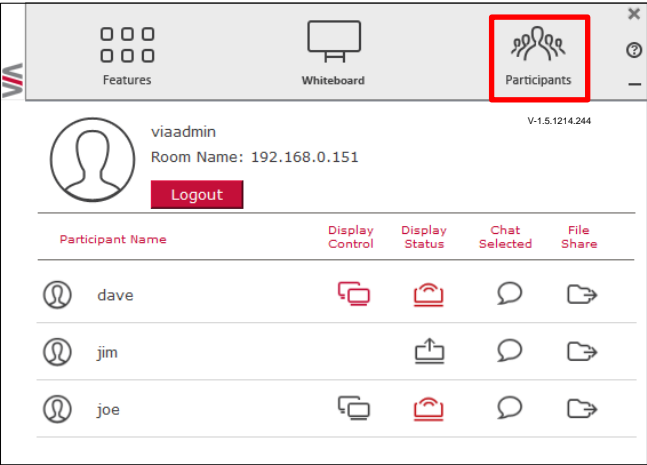 Features Whiteboard Participants
V-1.5.1214.244
viaadmin
Room Name: 192.168.0.151
Logout
Participant Name Display Control Display Status Chat Selected File Share
dave
jim
joe